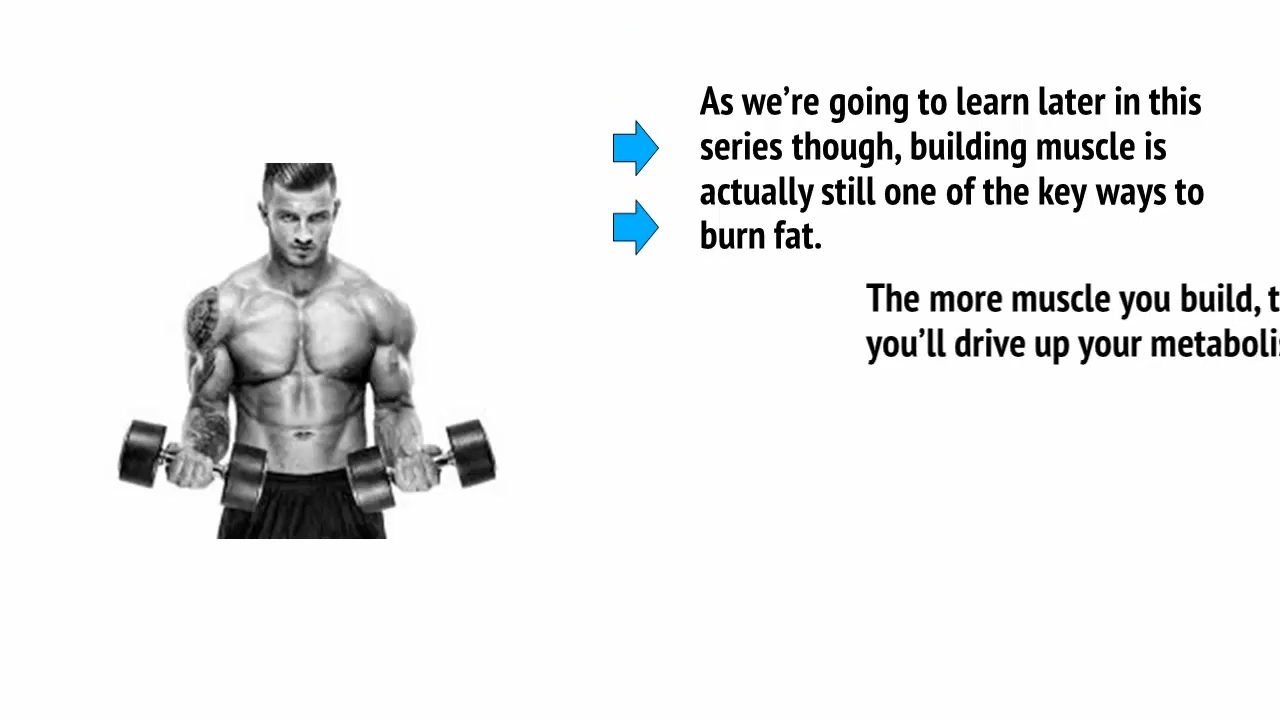 As we’re going to learn later in this
series though, building muscle is
actually still one of the key ways to
burn fat.
The more muscle you build, t
you’ll drive up your metabolis